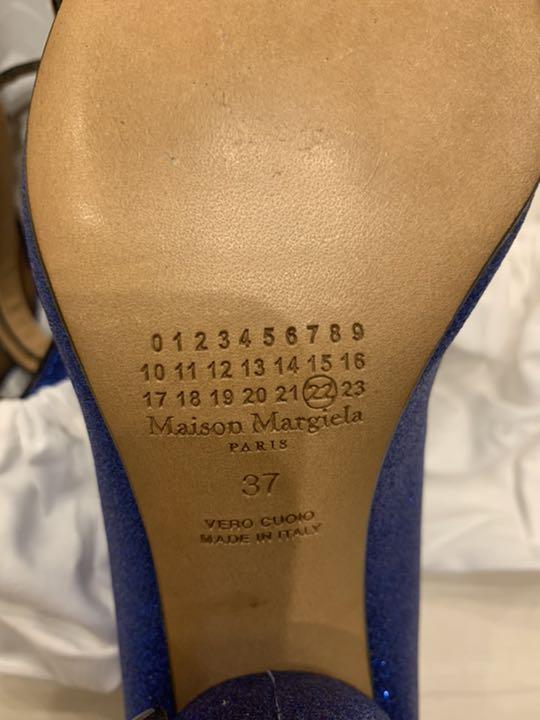 0 1 2 3 4 5 6 7 8 9
10 11 12 13 14 15 16
17 18 19 20 21 22 23
Maison Margiela
PARIS
37
VERO CUOIO
MADE IN ITALY